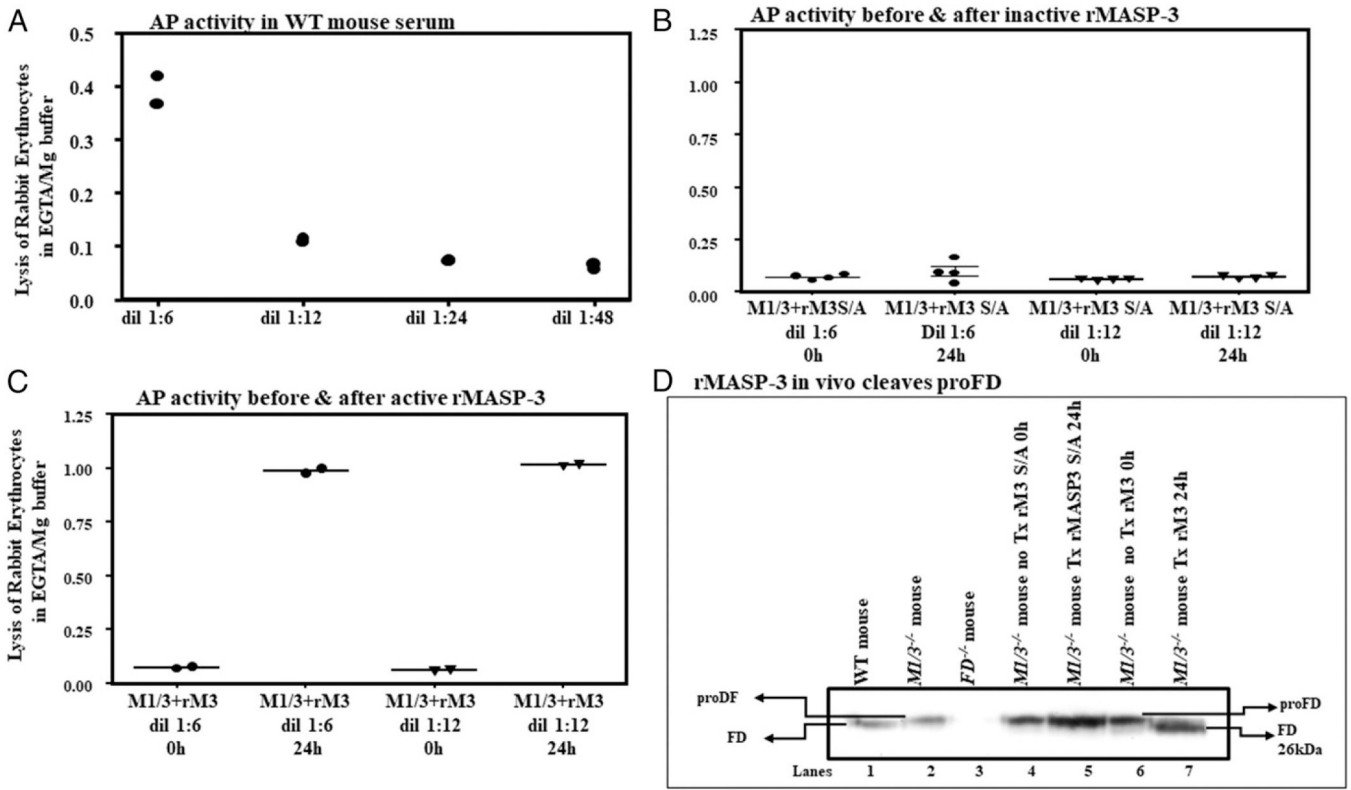 A
AP activity in WT mouse serum
Lysis of Rabbit Erythrocytes
in EGTA/Mg buffer
0.5
0.4
0.3
0.2
0.1
0.0
dil 1:6
dil 1:12
dil 1:24
dil 1:48
B
AP activity before & after inactive rMASP-3
1.25
1.00
0.75
0.50
0.25
0.00
M1/3+rM3S/A
dil 1:6
0h
M1/3+rM3 S/A
Dil 1:6
24h
M1/3+rM3 S/A
dil 1:12
0h
M1/3+rM3 S/A
dil 1:12
24h
C
AP activity before & after active rMASP-3
Lysis of Rabbit Erythrocytes
in EGTA/Mg buffer
1.25
1.00
0.75
0.50
0.25
0.00
M1/3+rM3
dil 1:6
0h
M1/3+rM3
dil 1:6
24h
M1/3+rM3
dil 1:12
0h
M1/3+rM3
dil 1:12
24h
D
rMASP-3 in vivo cleaves proFD
WT mouse
M1/3-/- mouse
FD-/- mouse
M1/3-/- mouse no Tx rM3 S/A 0h
M1/3-/- mouse Tx rMASP3 S/A 24h
M1/3-/- mouse no Tx rM3 0h
M1/3-/- mouse Tx rM3 24h
proDF
FD
proFD
FD
26kDa
Lanes 1 2 3 4 5 6 7